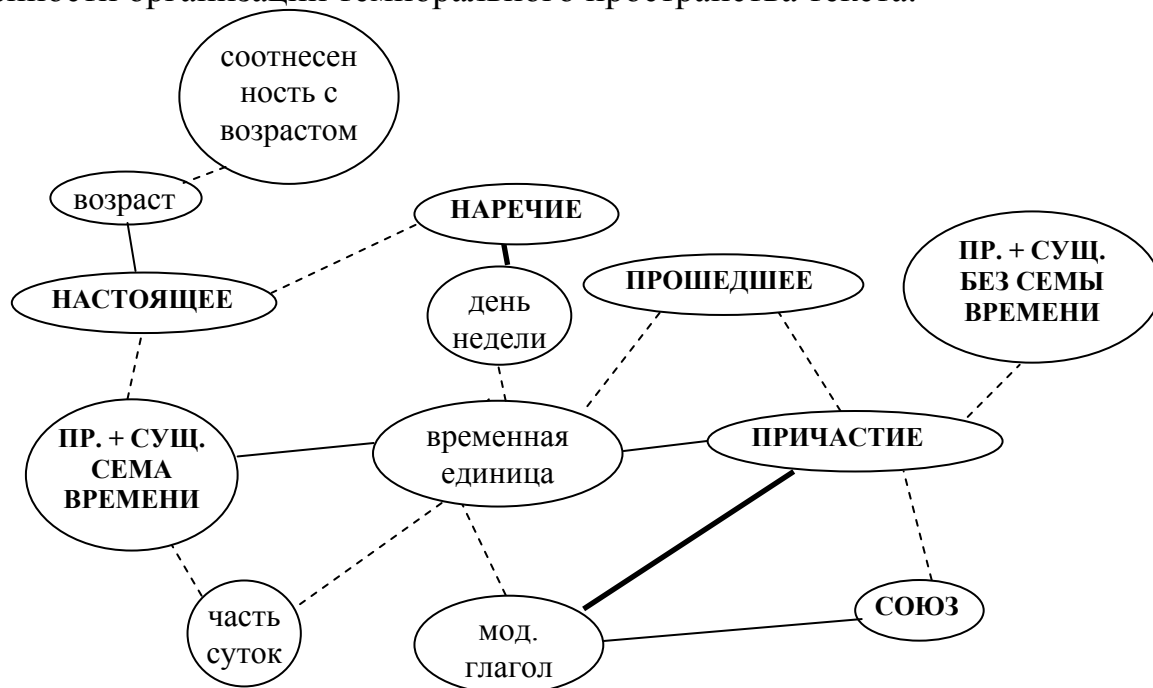 соотнесен
ность с
возрастом
возраст
НАРЕЧИЕ
ПР. + СУЩ.
БЕЗ СЕМЫ
ВРЕМЕНИ
НАСТОЯЩЕЕ
ПРОШЕДШЕЕ
день
недели
ПР. + СУЩ.
СЕМА
ВРЕМЕНИ
временная
единица
ПРИЧАСТИЕ
часть
суток
мод.
глагол
СОЮЗ